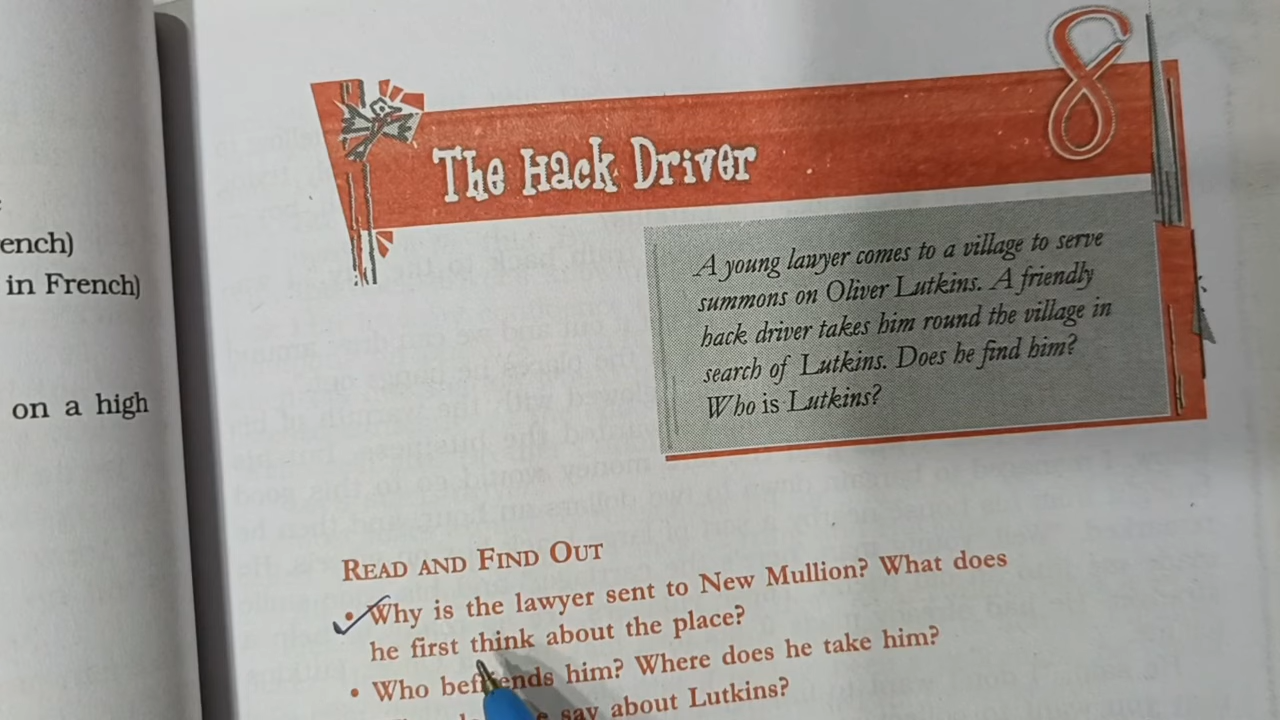 ench)
in French)
on a high
8
The Hack Driver
A young lawyer comes to a village to serve
summons on Oliver Lutkins. A friendly
hack driver takes him round the village in
search of Lutkins. Does he find him?
Who is Lutkins?
READ AND FIND OUT
• Why is the lawyer sent to New Mullion? What does
he first think about the place?
• Who befriends him? Where does he take him?
say about Lutkins?